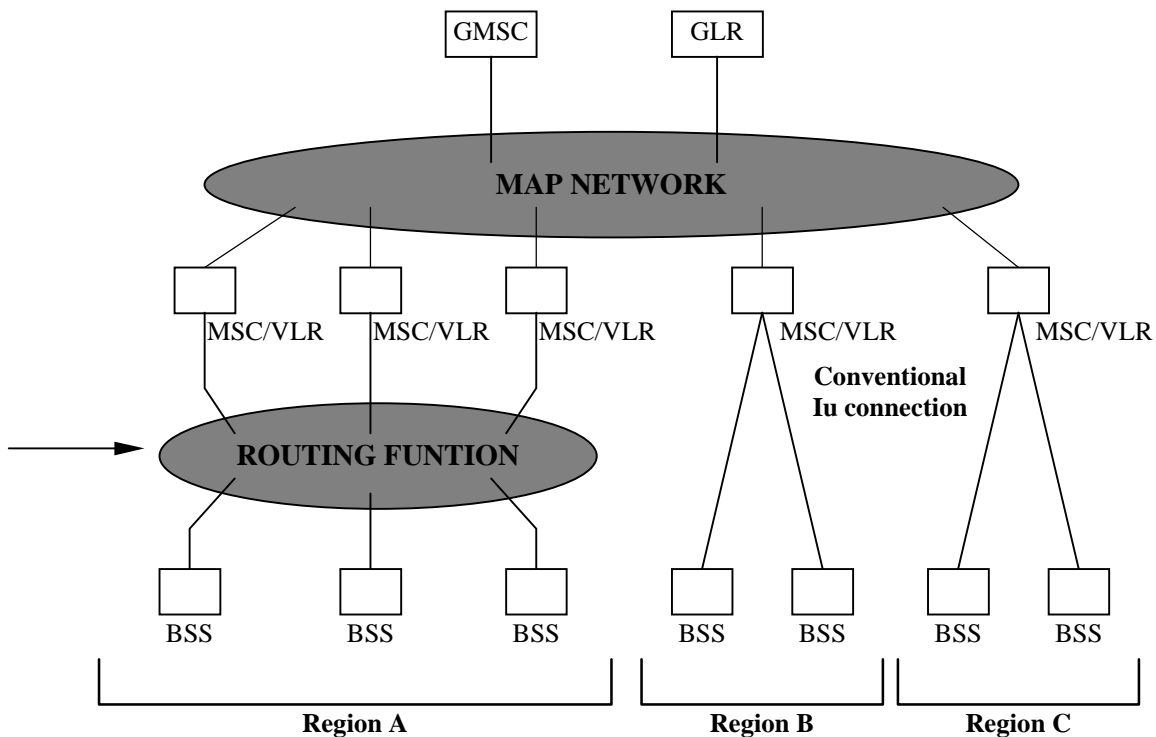 GMSC
GLR
MAP NETWORK
MSC/VLR
MSC/VLR
MSC/VLR
MSC/VLR
MSC/VLR
Conventional
Iu connection
ROUTING FUNTION
BSS
BSS
BSS
BSS
BSS
BSS
BSS
Region A
Region B
Region C